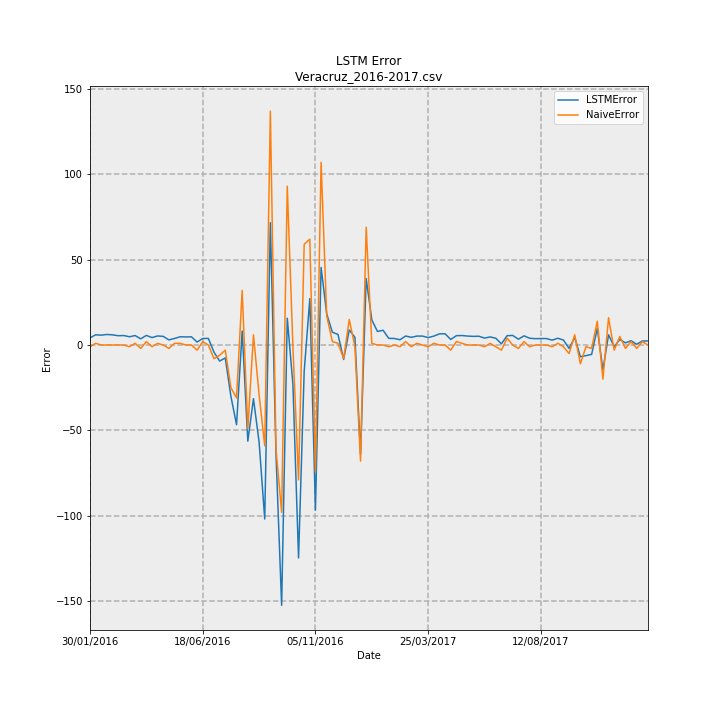 LSTM Error
Veracruz_2016-2017.csv
LSTMError
NaiveError
150
100
50
0
−50
−100
−150
Error
30/01/2016
18/06/2016
05/11/2016
25/03/2017
12/08/2017
Date